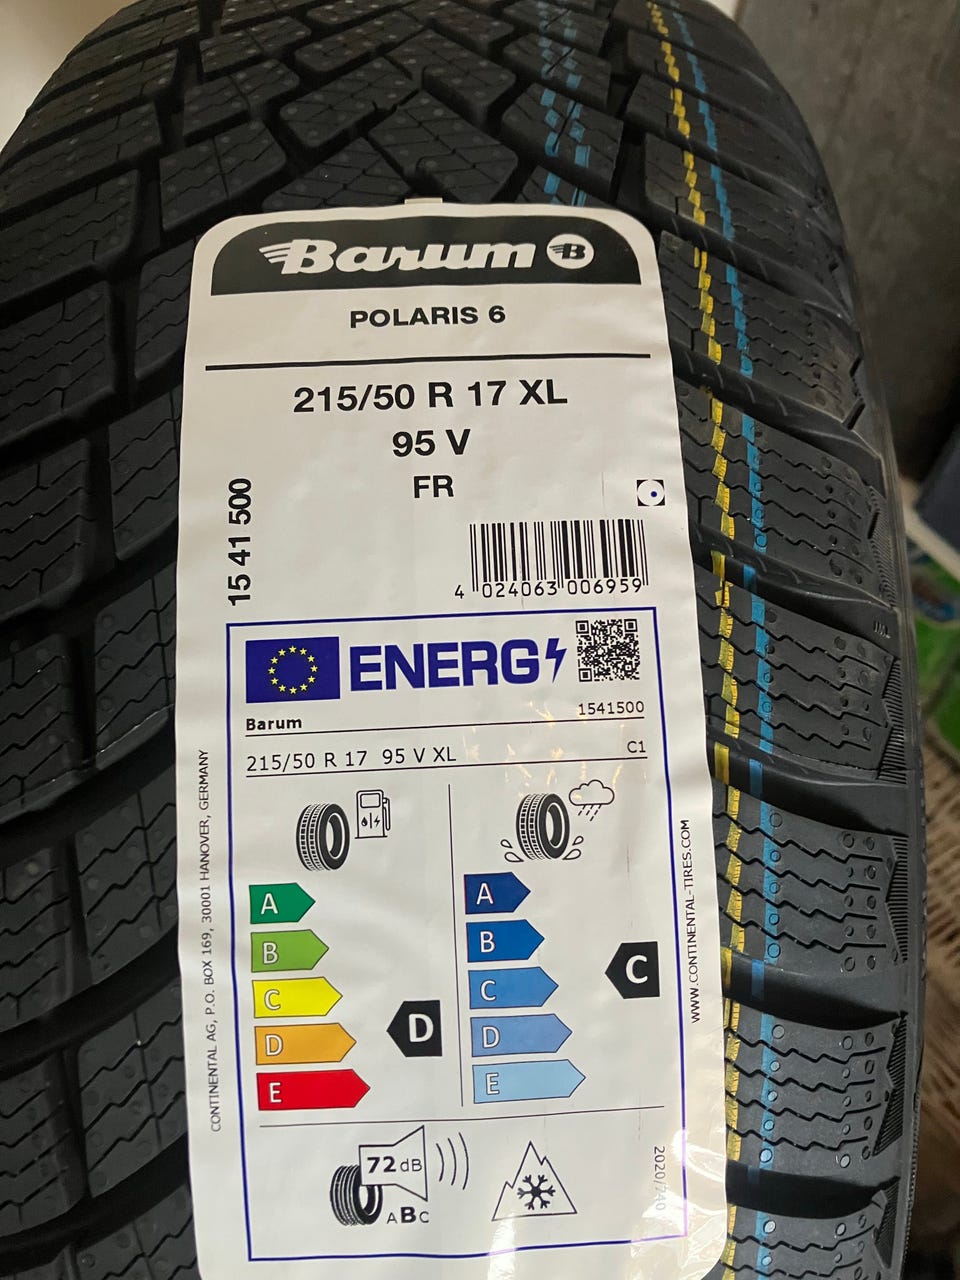 Barum B
POLARIS 6
215/50 R 17 XL
95 V
FR
15 41 500
4 024063 006959
ENERG
Barum
1541500
215/50 R 17 95 V XL
C1
A
B
C
D
E
D
A
B
C
D
E
C
72 dB
ABC
2020/740
CONTINENTAL AG, P.O. BOX 169, 30001 HANOVER, GERMANY
WWW.CONTINENTAL-TIRES.COM